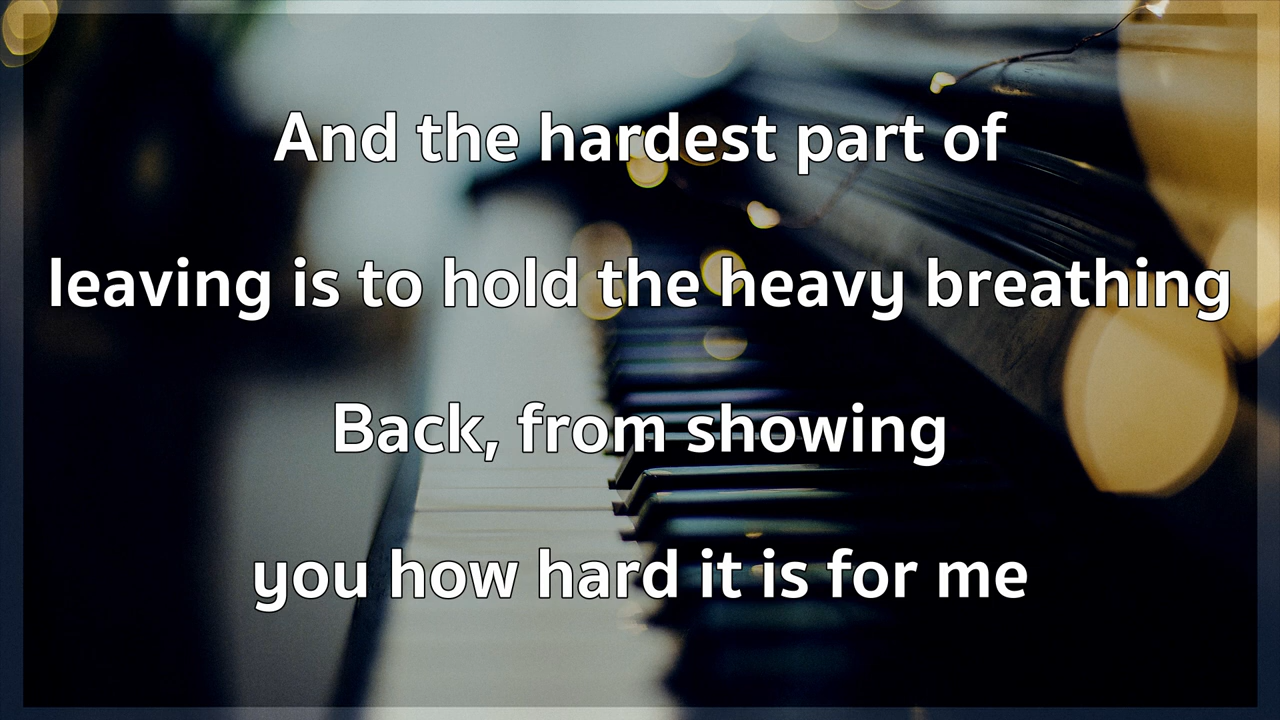 And the hardest part of
leaving is to hold the heavy breathing
Back, from showing
you how hard it is for me